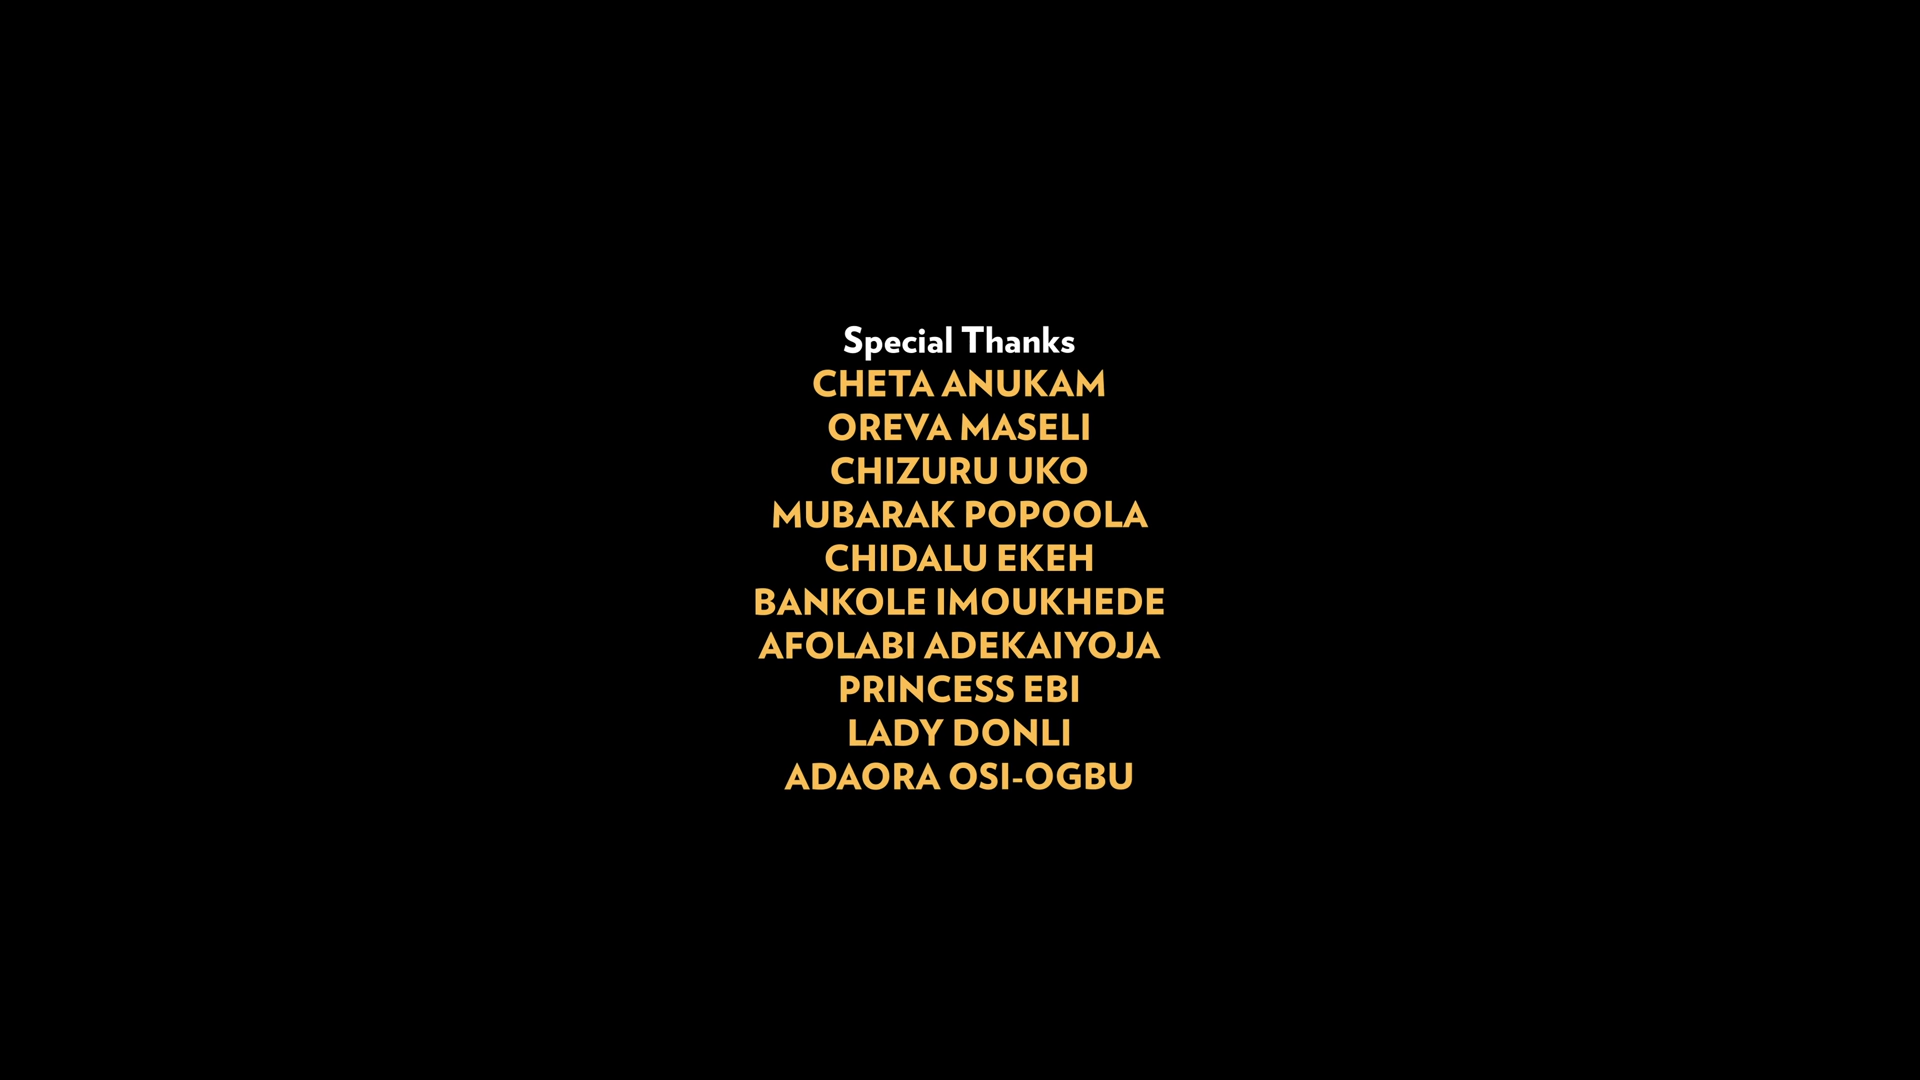 Special Thanks
CHETA ANUKAM
OREVA MASELI
CHIZURU UKO
MUBARAK POPOOLA
CHIDALU EKEH
BANKOLE IMOUKHEDE
AFOLABI ADEKAIYOJA
PRINCESS EBI
LADY DONLI
ADAORA OSI-OGBU